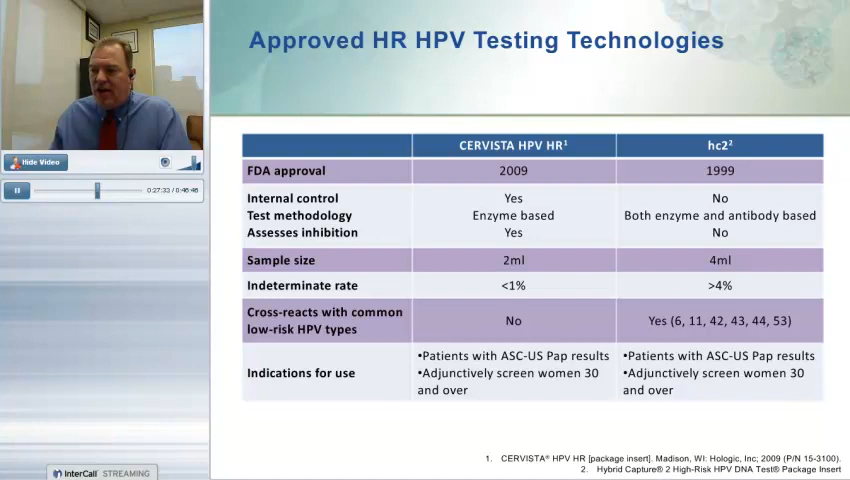 Approved HR HPV Testing Technologies
Hide Video
0:27:33 / 0:46:46
CERVISTA HPV HR1 hc22
FDA approval 2009 1999
Internal control Yes No
Test methodology Enzyme based Both enzyme and antibody based
Assesses inhibition Yes No
Sample size 2ml 4ml
Indeterminate rate <1% >4%
Cross-reacts with common
low-risk HPV types No Yes (6, 11, 42, 43, 44, 53)
Indications for use
•Patients with ASC-US Pap results
•Adjunctively screen women 30
and over
•Patients with ASC-US Pap results
•Adjunctively screen women 30
and over
1. CERVISTA® HPV HR [package insert]. Madison, WI: Hologic, Inc; 2009 (P/N 15-3100).
2. Hybrid Capture® 2 High-Risk HPV DNA Test® Package Insert
InterCall STREAMING